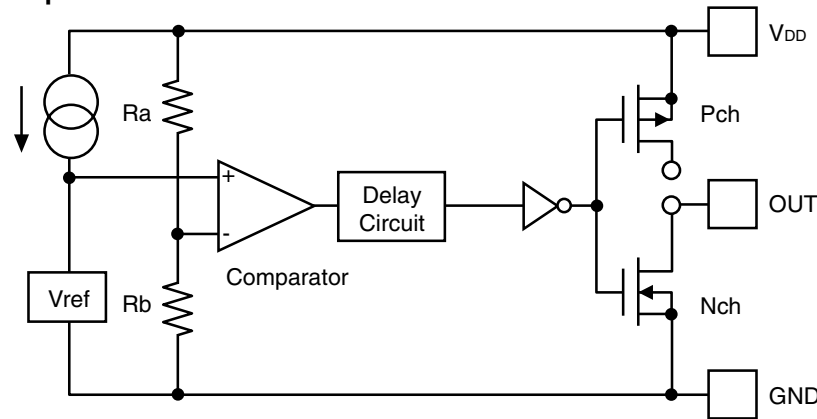 VDD
Ra
Pch
+
Delay
Circuit
OUT
-
Comparator
Vref
Rb
Nch
GND